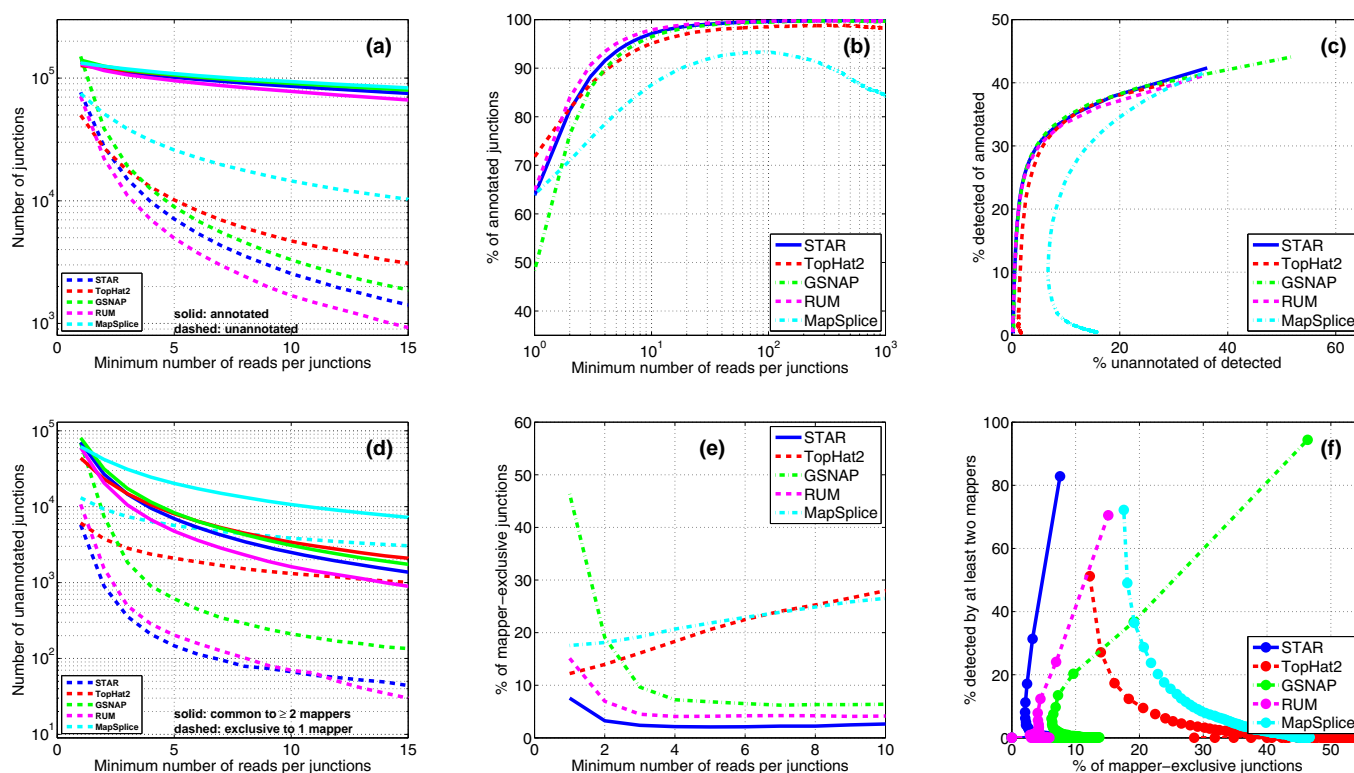 (a)
Number of junctions
10^5
10^4
10^3
STAR
TopHat2
GSNAP
RUM
MapSplice
solid: annotated
dashed: unannotated
0 5 10 15
Minimum number of reads per junctions
(b)
% of annotated junctions
100
90
80
70
60
50
40
STAR
TopHat2
GSNAP
RUM
MapSplice
10^0 10^1 10^2 10^3
Minimum number of reads per junctions
(c)
% detected of annotated
50
40
30
20
10
0
STAR
TopHat2
GSNAP
RUM
MapSplice
0 20 40 60
% unannotated of detected
(d)
Number of unannotated junctions
10^5
10^4
10^3
10^2
10^1
STAR
TopHat2
GSNAP
RUM
MapSplice
solid: common to ≥ 2 mappers
dashed: exclusive to 1 mapper
0 5 10 15
Minimum number of reads per junctions
(e)
% of mapper-exclusive junctions
60
50
40
30
20
10
0
STAR
TopHat2
GSNAP
RUM
MapSplice
0 2 4 6 8 10
Minimum number of reads per junctions
(f)
% detected by at least two mappers
100
80
60
40
20
0
STAR
TopHat2
GSNAP
RUM
MapSplice
0 10 20 30 40 50
% of mapper-exclusive junctions